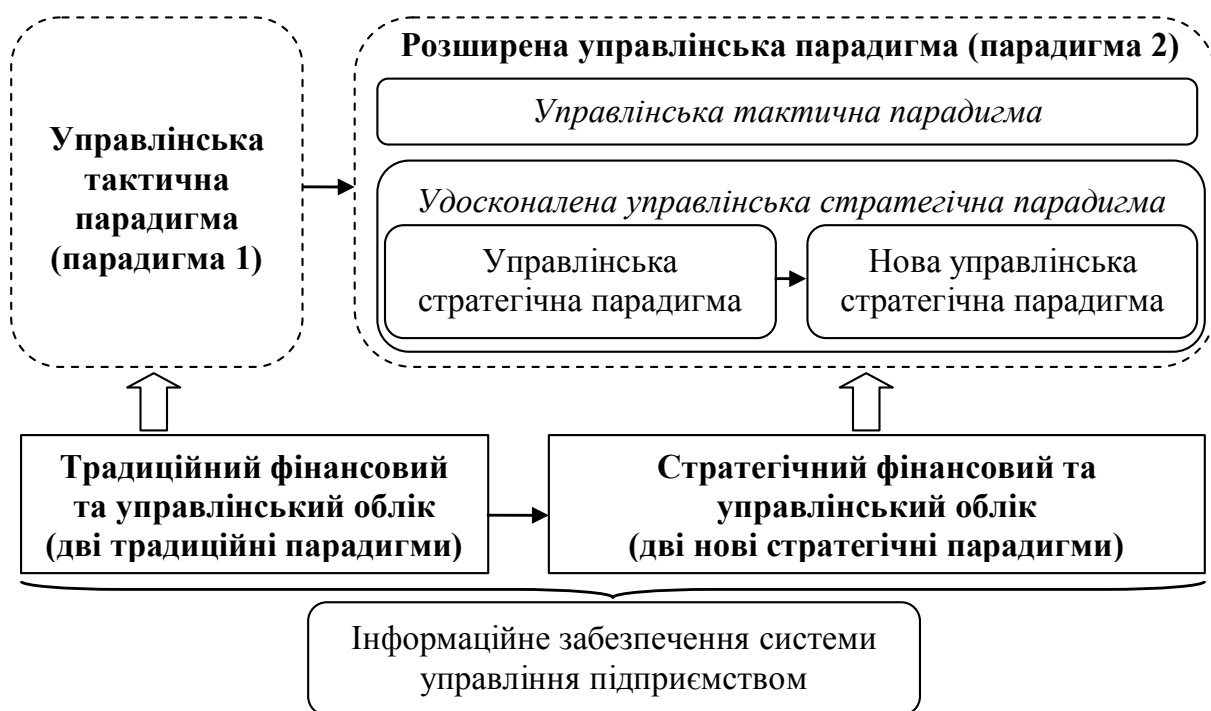 Управлінська
тактична
парадигма
(парадигма 1)
Розширена управлінська парадигма (парадигма 2)
Управлінська тактична парадигма
Удосконалена управлінська стратегічна парадигма
Управлінська
стратегічна парадигма
Нова управлінська
стратегічна парадигма
Традиційний фінансовий
та управлінський облік
(дві традиційні парадигми)
Стратегічний фінансовий та
управлінський облік
(дві нові стратегічні парадигми)
Інформаційне забезпечення системи
управління підприємством